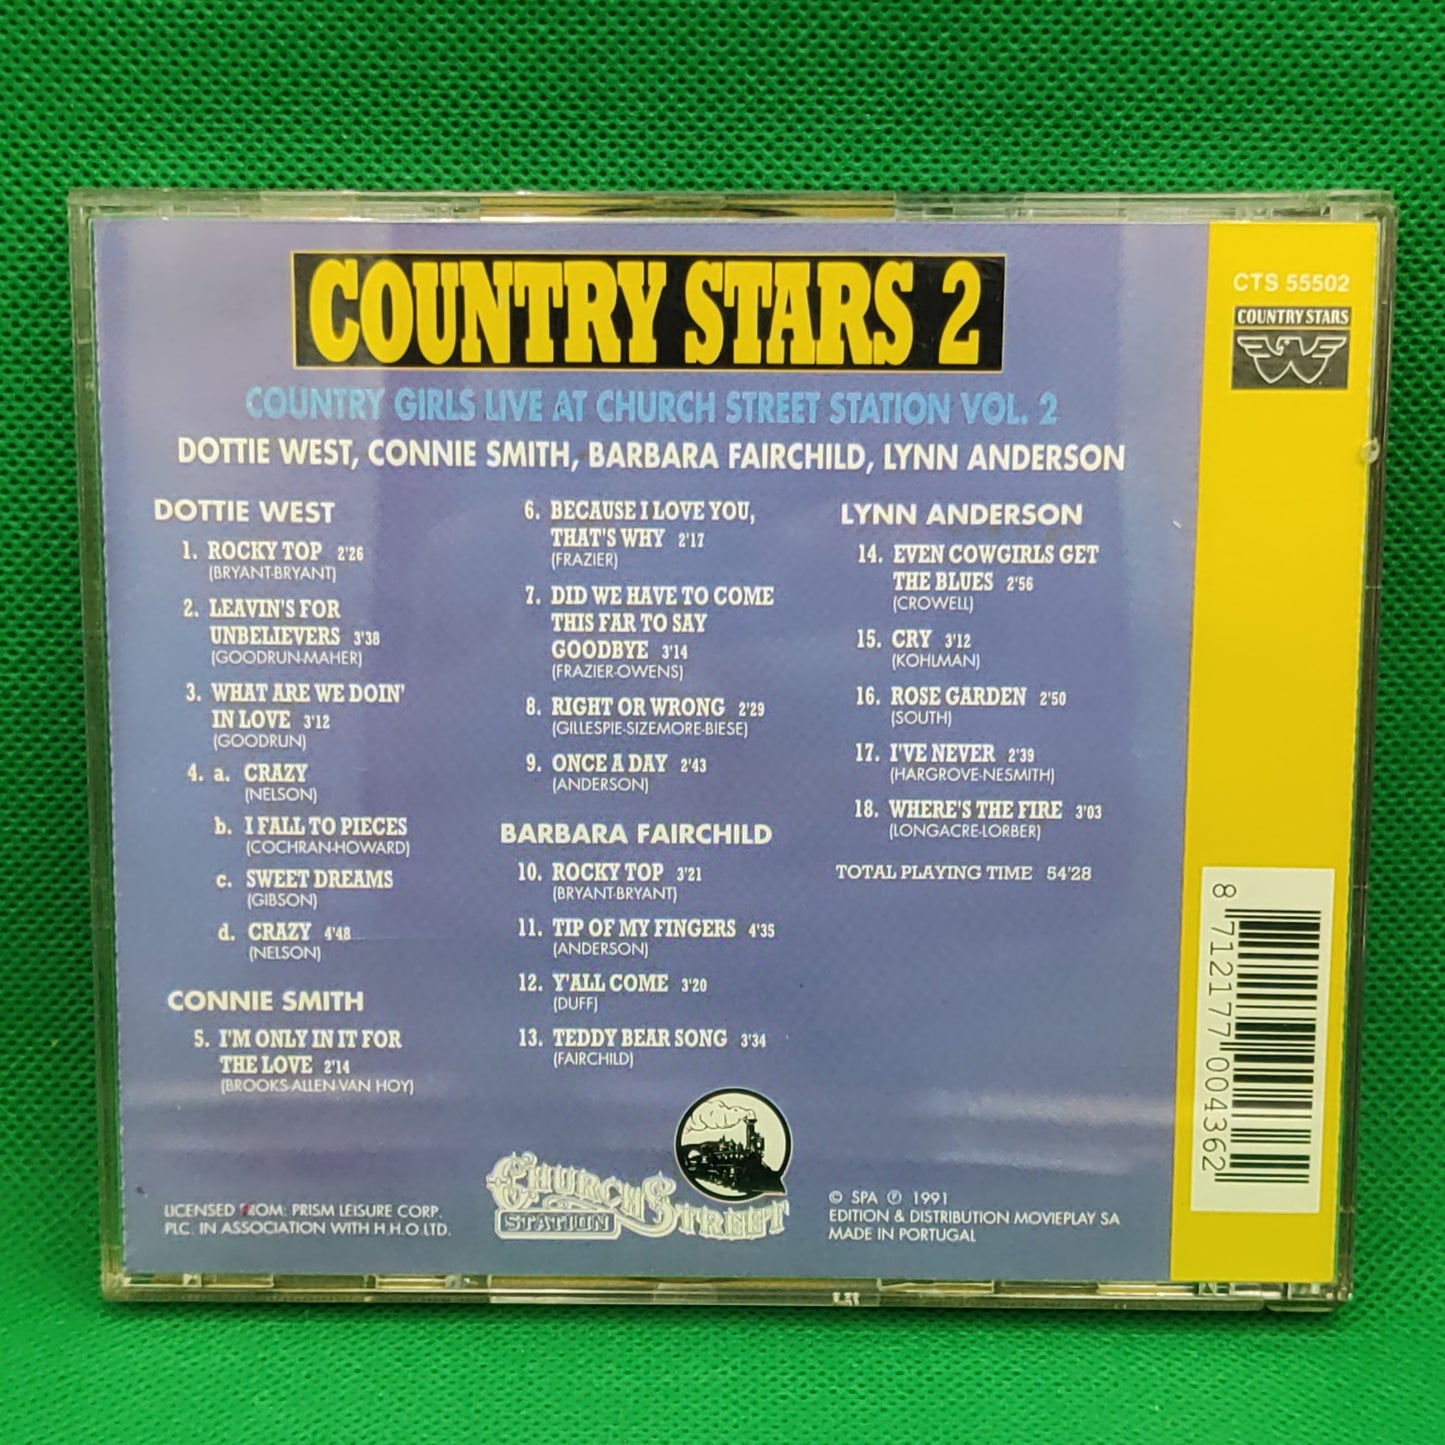 COUNTRY STARS 2
COUNTRY GIRLS LIVE AT CHURCH STREET STATION VOL. 2
DOTTIE WEST, CONNIE SMITH, BARBARA FAIRCHILD, LYNN ANDERSON
DOTTIE WEST
1. ROCKY TOP 2'26
(BRYANT-BRYANT)
2. LEAVIN'S FOR
UNBELIEVERS 3'38
(GOODRUN-MAHER)
3. WHAT ARE WE DOIN'
IN LOVE 3'12
(GOODRUN)
4. a. CRAZY
(NELSON)
b. I FALL TO PIECES
(COCHRAN-HOWARD)
c. SWEET DREAMS
(GIBSON)
d. CRAZY 4'48
(NELSON)
CONNIE SMITH
5. I'M ONLY IN IT FOR
THE LOVE 2'14
(BROOKS-ALLEN-VAN HOY)
6. BECAUSE I LOVE YOU,
THAT'S WHY 2'17
(FRAZIER)
7. DID WE HAVE TO COME
THIS FAR TO SAY
GOODBYE 3'14
(FRAZIER-OWENS)
8. RIGHT OR WRONG 2'29
(GILLESPIE-SIZEMORE-BIESE)
9. ONCE A DAY 2'43
(ANDERSON)
BARBARA FAIRCHILD
10. ROCKY TOP 3'21
(BRYANT-BRYANT)
11. TIP OF MY FINGERS 4'35
(ANDERSON)
12. Y'ALL COME 3'20
(DUFF)
13. TEDDY BEAR SONG 3'34
(FAIRCHILD)
LYNN ANDERSON
14. EVEN COWGIRLS GET
THE BLUES 2'56
(CROWELL)
15. CRY 3'12
(KOHLMAN)
16. ROSE GARDEN 2'50
(SOUTH)
17. I'VE NEVER 2'39
(HARGROVE-NESMITH)
18. WHERE'S THE FIRE 3'03
(LONGACRE-LORBER)
TOTAL PLAYING TIME 54'28
LICENSED FROM: PRISM LEISURE CORP.
PLC. IN ASSOCIATION WITH H.H.O LTD.
CHURCH STREET
STATION
© SPA ℗ 1991
EDITION & DISTRIBUTION MOVIEPLAY SA
MADE IN PORTUGAL
CTS 55502
COUNTRY STARS
8 712177 004362